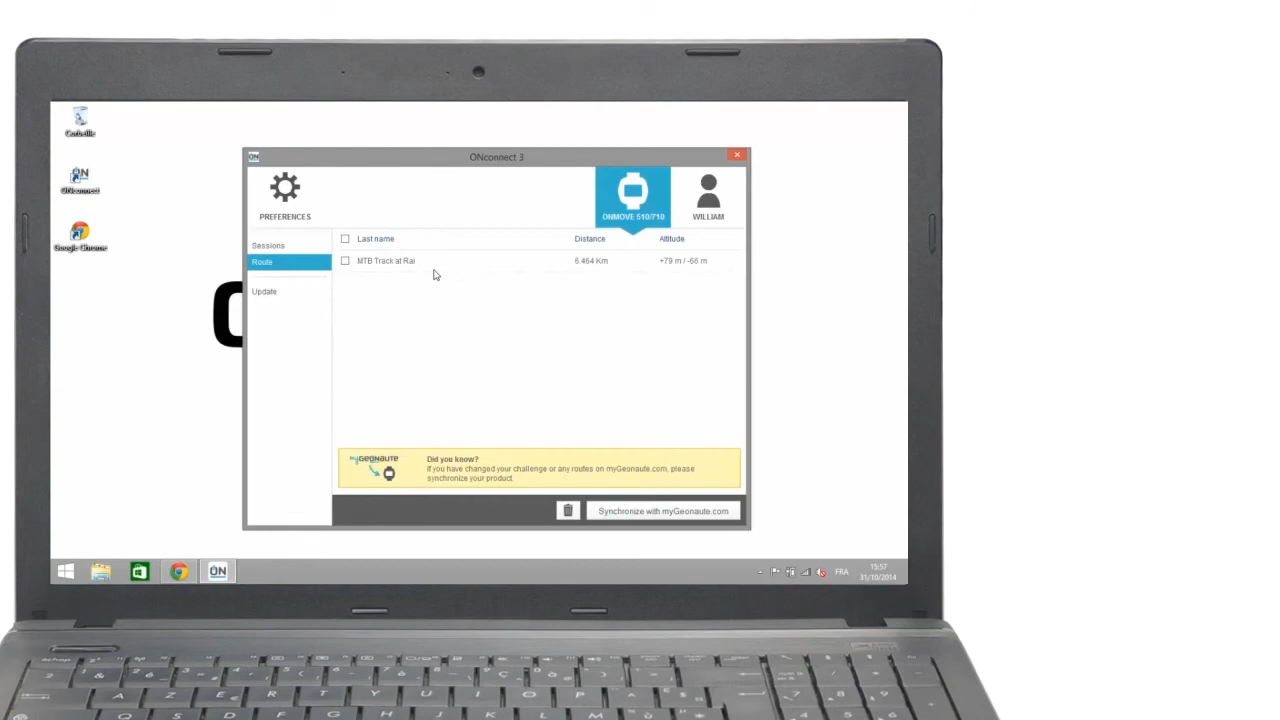 Corbeille
ONconnect
Google Chrome
ON
ONconnect 3
PREFERENCES
ONMOVE 510/710
WILLIAM
Sessions
Route
Update
Last name
Distance
Altitude
MTB Track at Rai
6.464 Km
+79 m / -66 m
myGEONAUTE
Did you know?
If you have changed your challenge or any routes on myGeonaute.com, please
synchronize your product.
Synchronize with myGeonaute.com
ON
FRA
15:57
31/10/2014
A Z E R T Y U I O P
Q S D F G H J K L M